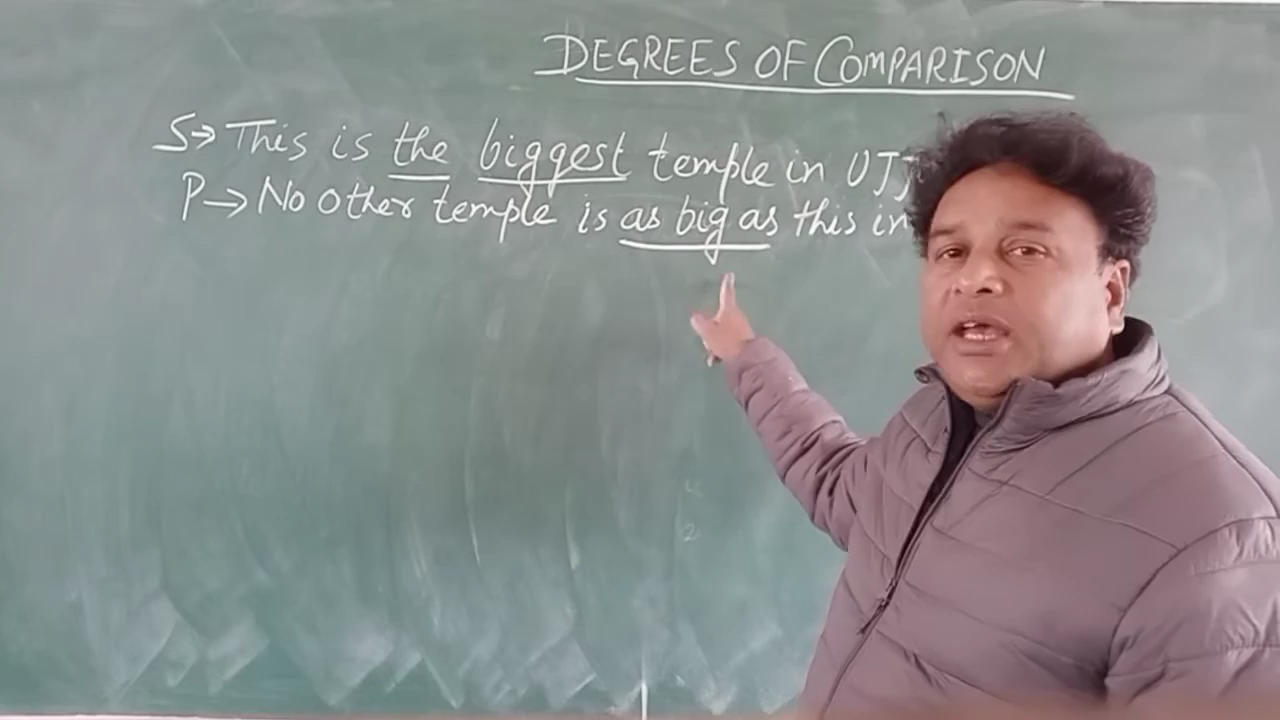 DEGREES OF COMPARISON
S→ This is the biggest temple in
P→ No other temple is as big as this in